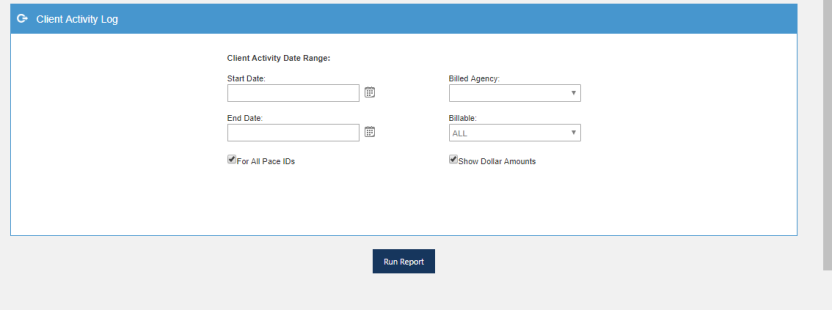 Client Activity Log
Client Activity Date Range:
Start Date:
Billed Agency:
End Date:
Billable:
ALL
For All Pace IDs
Show Dollar Amounts
Run Report